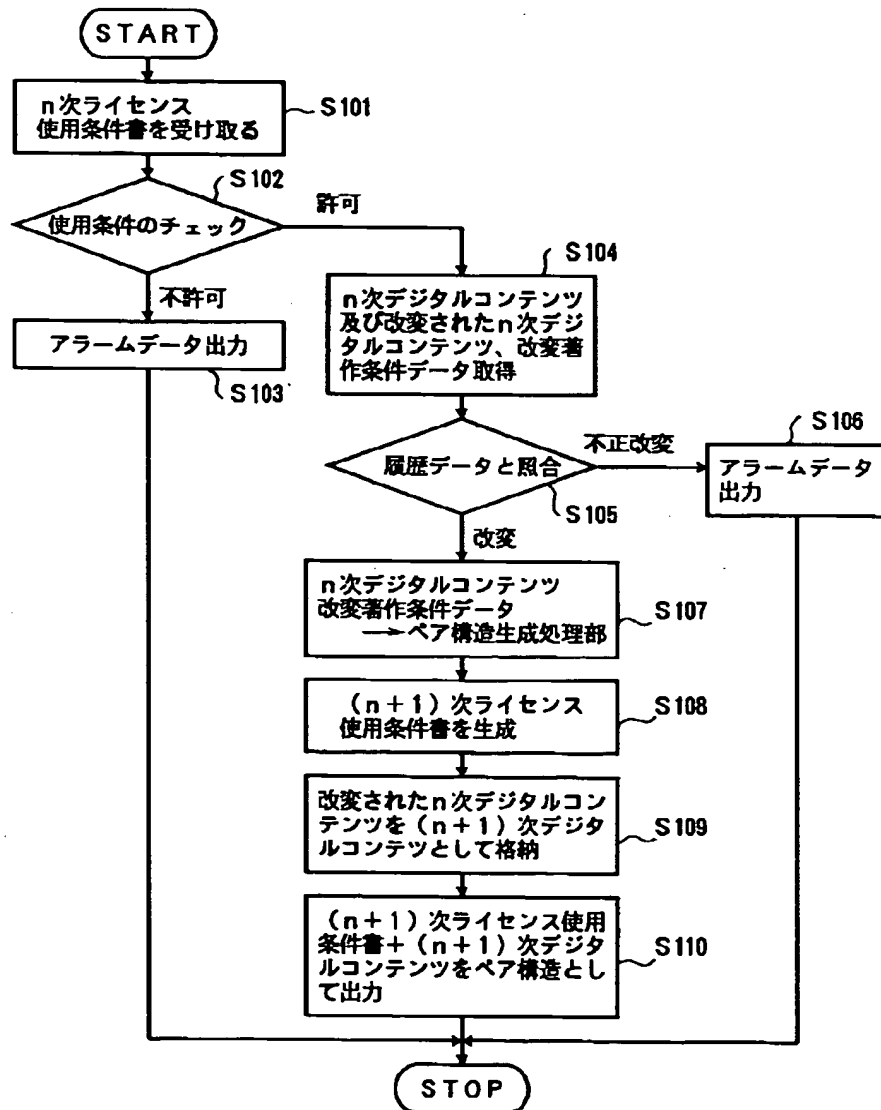 START
n次ライセンス
使用条件書を受け取る
S101
S102
使用条件のチェック
許可
不許可
アラームデータ出力
S103
S104
n次デジタルコンテンツ
及び改変されたn次デジ
タルコンテンツ、改変著
作条件データ取得
履歴データと照合
不正改変
S105
S106
アラームデータ
出力
改変
n次デジタルコンテンツ
改変著作条件データ
→ペア構造生成処理部
S107
(n+1)次ライセンス
使用条件書を生成
S108
改変されたn次デジタルコン
テンツを(n+1)次デジタ
ルコンテツとして格納
S109
(n+1)次ライセンス使用
条件書+(n+1)次デジタ
ルコンテンツをペア構造とし
て出力
S110
STOP